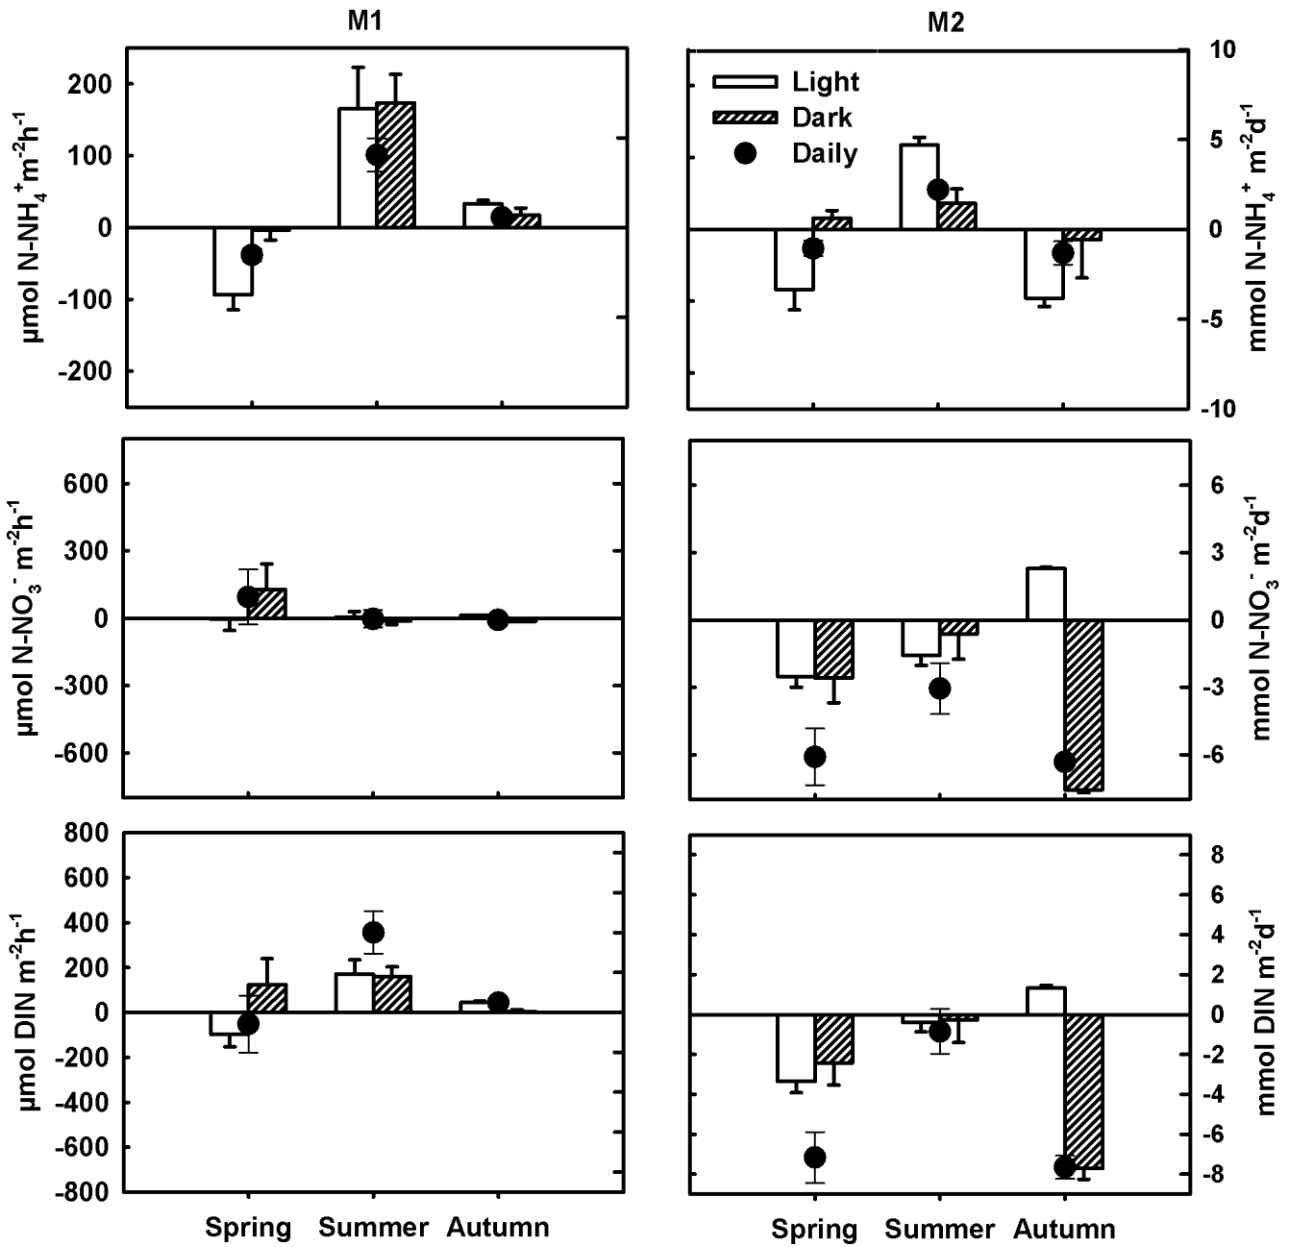 M1
M2
200
100
0
-100
-200
µmol N-NH₄⁺m⁻²h⁻¹
Light
Dark
Daily
10
5
0
-5
-10
mmol N-NH₄⁺ m⁻²d⁻¹
600
300
0
-300
-600
µmol N-NO₃⁻ m⁻²h⁻¹
6
3
0
-3
-6
mmol N-NO₃⁻ m⁻²d⁻¹
800
600
400
200
0
-200
-400
-600
-800
µmol DIN m⁻²h⁻¹
8
6
4
2
0
-2
-4
-6
-8
mmol DIN m⁻²d⁻¹
Spring Summer Autumn
Spring Summer Autumn